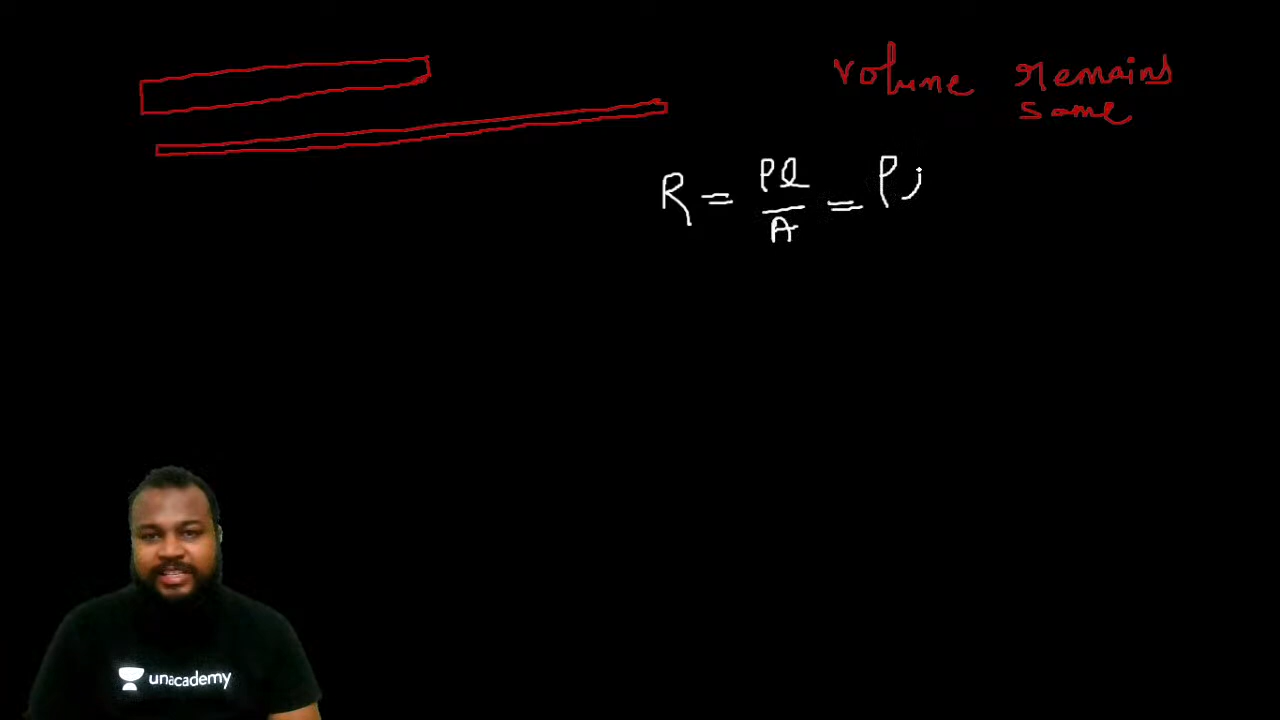 volume remains
same
R = ρl/A = ρ
unacademy